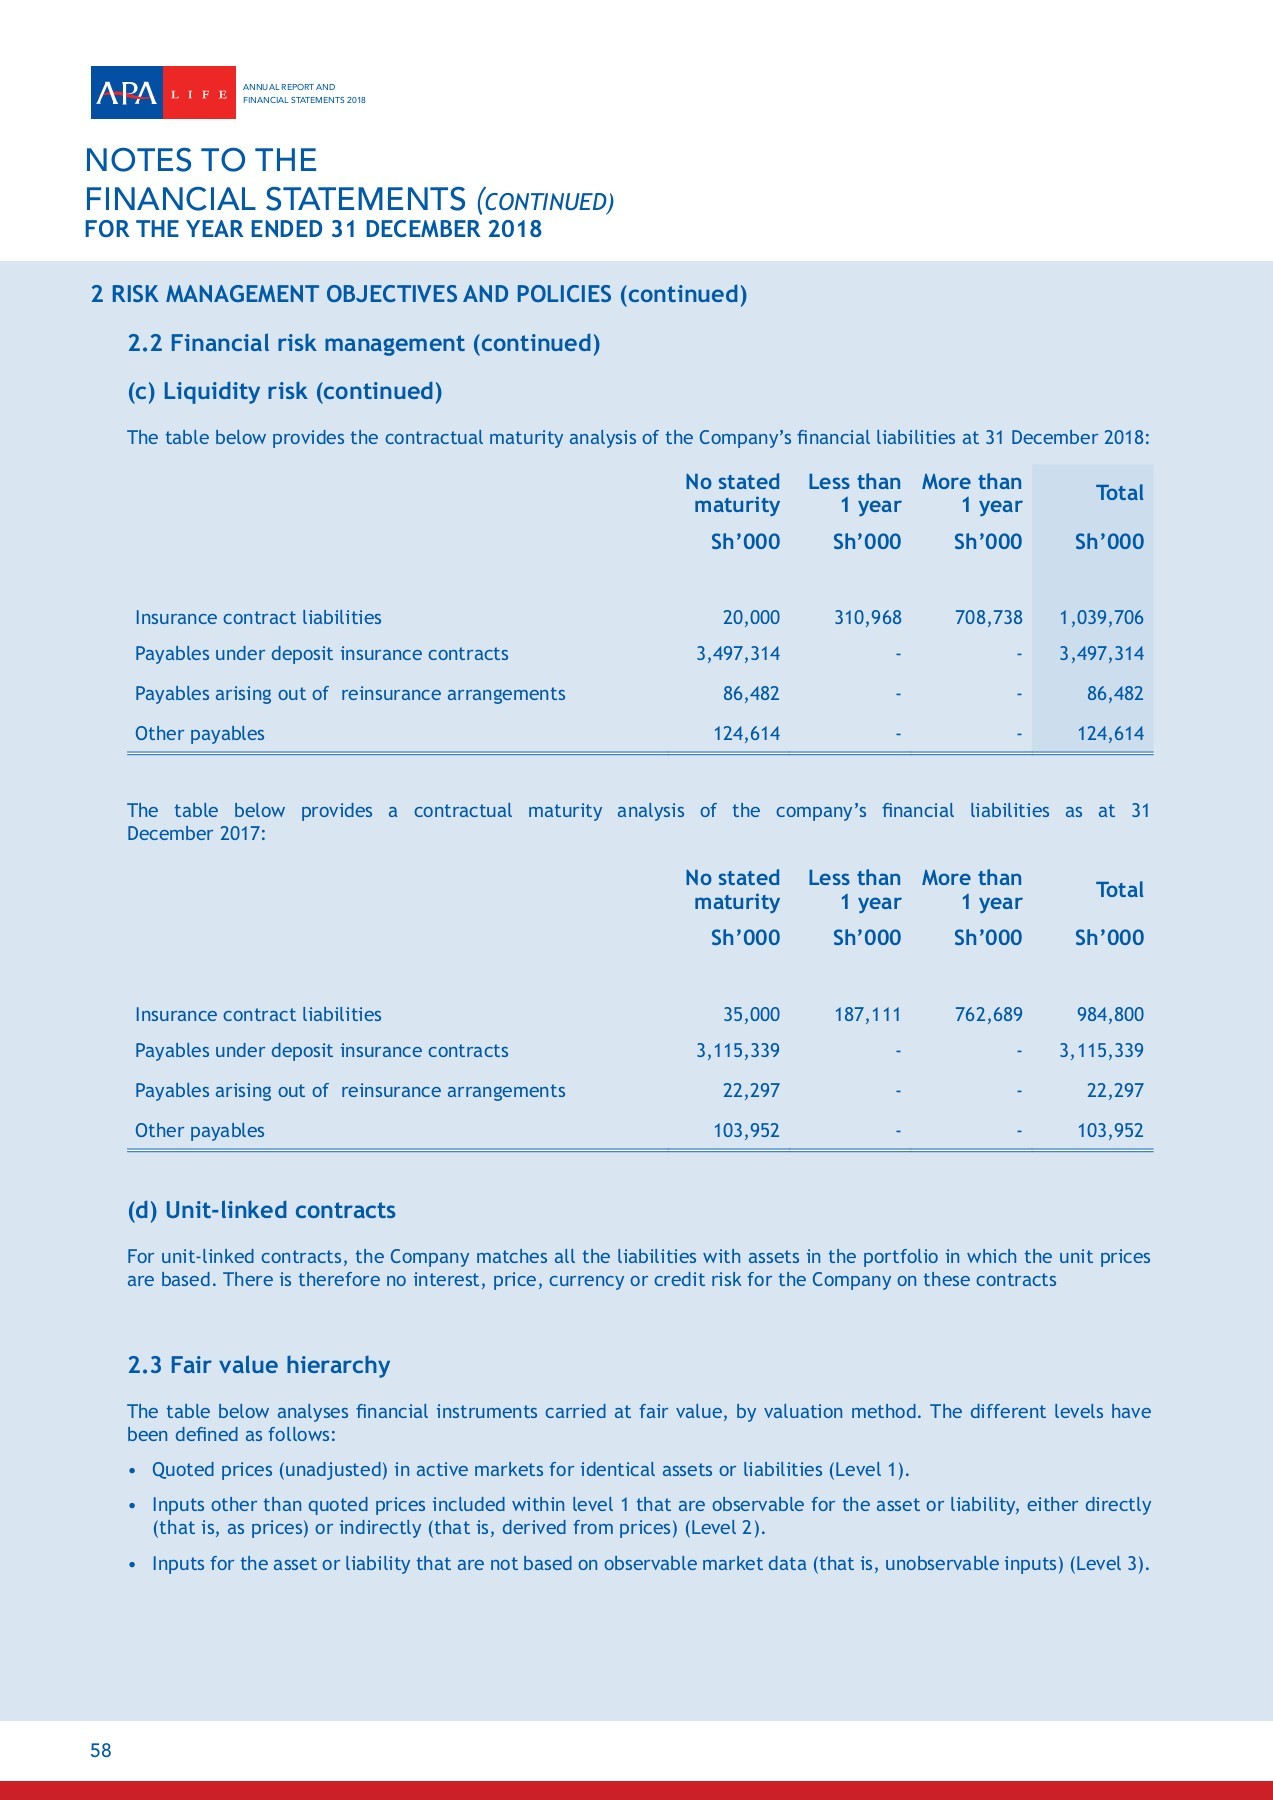 APA LIFE
ANNUAL REPORT AND
FINANCIAL STATEMENTS 2018
NOTES TO THE
FINANCIAL STATEMENTS (CONTINUED)
FOR THE YEAR ENDED 31 DECEMBER 2018
2 RISK MANAGEMENT OBJECTIVES AND POLICIES (continued)
2.2 Financial risk management (continued)
(c) Liquidity risk (continued)
The table below provides the contractual maturity analysis of the Company’s financial liabilities at 31 December 2018:
No stated maturity Less than 1 year More than 1 year Total
Sh’000 Sh’000 Sh’000 Sh’000
Insurance contract liabilities 20,000 310,968 708,738 1,039,706
Payables under deposit insurance contracts 3,497,314 - - 3,497,314
Payables arising out of reinsurance arrangements 86,482 - - 86,482
Other payables 124,614 - - 124,614
The table below provides a contractual maturity analysis of the company’s financial liabilities as at 31
December 2017:
No stated maturity Less than 1 year More than 1 year Total
Sh’000 Sh’000 Sh’000 Sh’000
Insurance contract liabilities 35,000 187,111 762,689 984,800
Payables under deposit insurance contracts 3,115,339 - - 3,115,339
Payables arising out of reinsurance arrangements 22,297 - - 22,297
Other payables 103,952 - - 103,952
(d) Unit-linked contracts
For unit-linked contracts, the Company matches all the liabilities with assets in the portfolio in which the unit prices
are based. There is therefore no interest, price, currency or credit risk for the Company on these contracts
2.3 Fair value hierarchy
The table below analyses financial instruments carried at fair value, by valuation method. The different levels have
been defined as follows:
• Quoted prices (unadjusted) in active markets for identical assets or liabilities (Level 1).
• Inputs other than quoted prices included within level 1 that are observable for the asset or liability, either directly
(that is, as prices) or indirectly (that is, derived from prices) (Level 2).
• Inputs for the asset or liability that are not based on observable market data (that is, unobservable inputs) (Level 3).
58